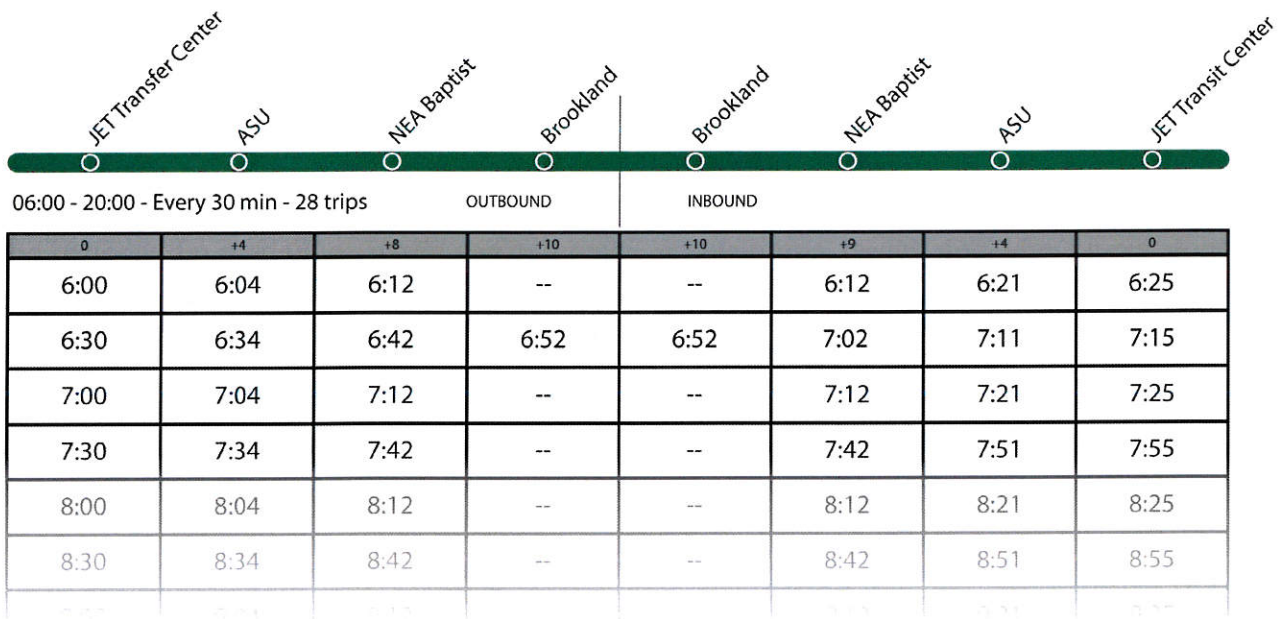 JET Transfer Center ASU NEA Baptist Brookland Brookland NEA Baptist ASU JET Transit Center
06:00 - 20:00 - Every 30 min - 28 trips OUTBOUND INBOUND
0 +4 +8 +10 +10 +9 +4 0
6:00 6:04 6:12 -- -- 6:12 6:21 6:25
6:30 6:34 6:42 6:52 6:52 7:02 7:11 7:15
7:00 7:04 7:12 -- -- 7:12 7:21 7:25
7:30 7:34 7:42 -- -- 7:42 7:51 7:55
8:00 8:04 8:12 -- -- 8:12 8:21 8:25
8:30 8:34 8:42 -- -- 8:42 8:51 8:55